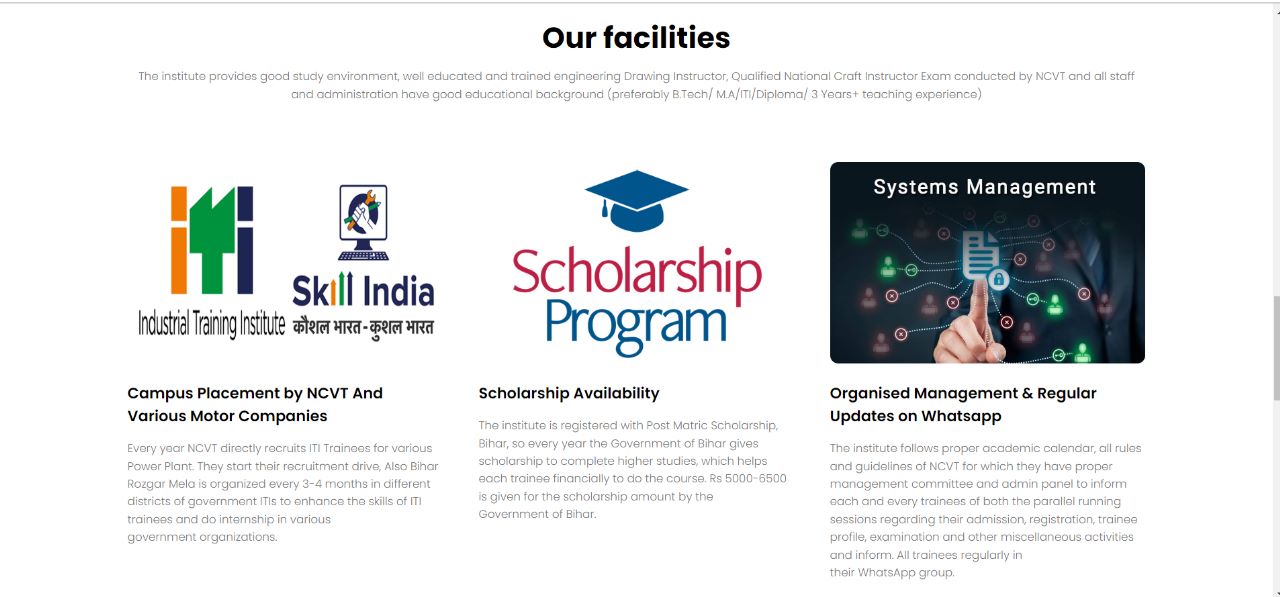 Our facilities
The institute provides good study environment, well educated and trained engineering Drawing Instructor, Qualified National Craft Instructor Exam conducted by NCVT and all staff
and administration have good educational background (preferably B.Tech/ M.A/ITI/Diploma/ 3 Years+ teaching experience)
Industrial Training Institute
Skill India
कौशल भारत - कुशल भारत
Campus Placement by NCVT And
Various Motor Companies
Every year NCVT directly recruits ITI Trainees for various
Power Plant. They start their recruitment drive, Also Bihar
Rozgar Mela is organized every 3-4 months in different
districts of government ITIs to enhance the skills of ITI
trainees and do internship in various
government organizations.
Scholarship
Program
Scholarship Availability
The institute is registered with Post Matric Scholarship,
Bihar, so every year the Government of Bihar gives
scholarship to complete higher studies, which helps
each trainee financially to do the course. Rs 5000-6500
is given for the scholarship amount by the
Government of Bihar.
Systems Management
Organised Management & Regular
Updates on Whatsapp
The institute follows proper academic calendar, all rules
and guidelines of NCVT for which they have proper
management committee and admin panel to inform
each and every trainees of both the parallel running
sessions regarding their admission, registration, trainee
profile, examination and other miscellaneous activities
and inform. All trainees regularly in
their WhatsApp group.